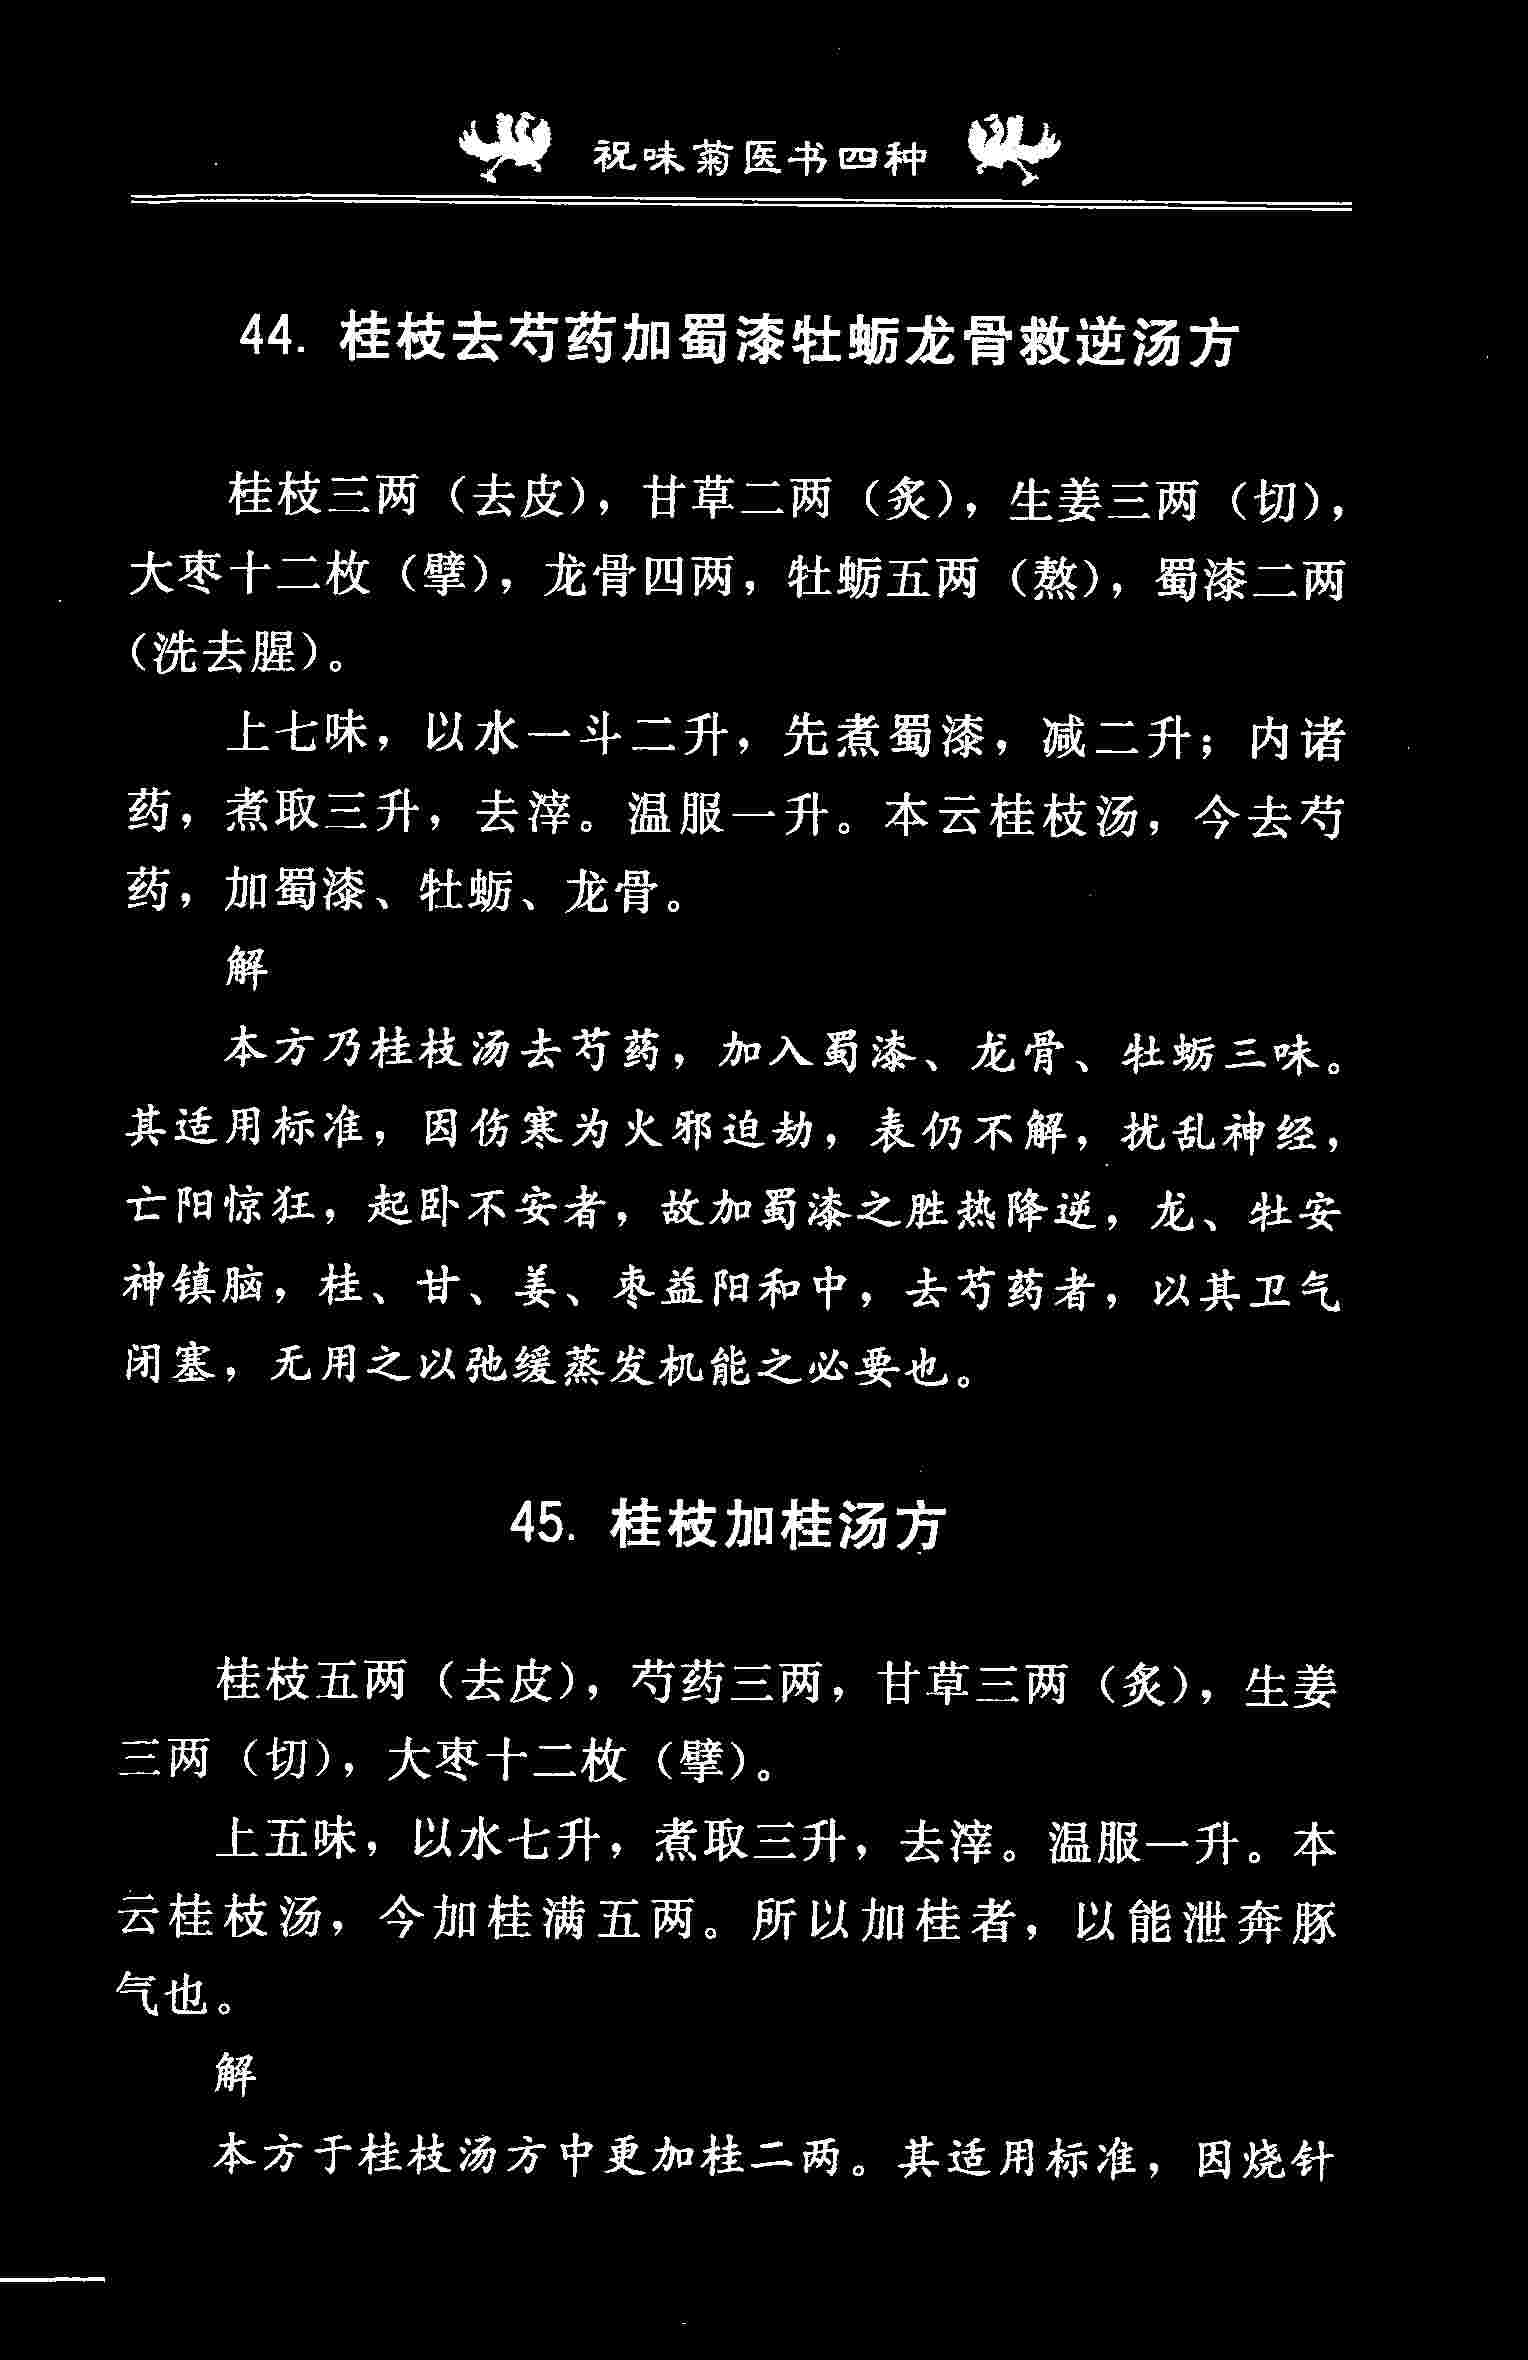 祝味菊医书四种
44. 桂枝去芍药加蜀漆牡蛎龙骨救逆汤方
桂枝三两（去皮），甘草二两（炙），生姜三两（切），
大枣十二枚（擘），龙骨四两，牡蛎五两（熬），蜀漆二两
（洗去腥）。
上七味，以水一斗二升，先煮蜀漆，减二升；内诸
药，煮取三升，去滓。温服一升。本云桂枝汤，今去芍
药，加蜀漆、牡蛎、龙骨。
解
本方乃桂枝汤去芍药，加入蜀漆、龙骨、牡蛎三味。
其适用标准，因伤寒为火邪迫劫，表仍不解，扰乱神经，
亡阳惊狂，起卧不安者，故加蜀漆之胜热降逆，龙、牡安
神镇脑，桂、甘、姜、枣益阳和中，去芍药者，以其卫气
闭塞，无用之以弛缓蒸发机能之必要也。
45. 桂枝加桂汤方
桂枝五两（去皮），芍药三两，甘草三两（炙），生姜
三两（切），大枣十二枚（擘）。
上五味，以水七升，煮取三升，去滓。温服一升。本
云桂枝汤，今加桂满五两。所以加桂者，以能泄奔豚
气也。
解
本方于桂枝汤方中更加桂二两。其适用标准，因烧针